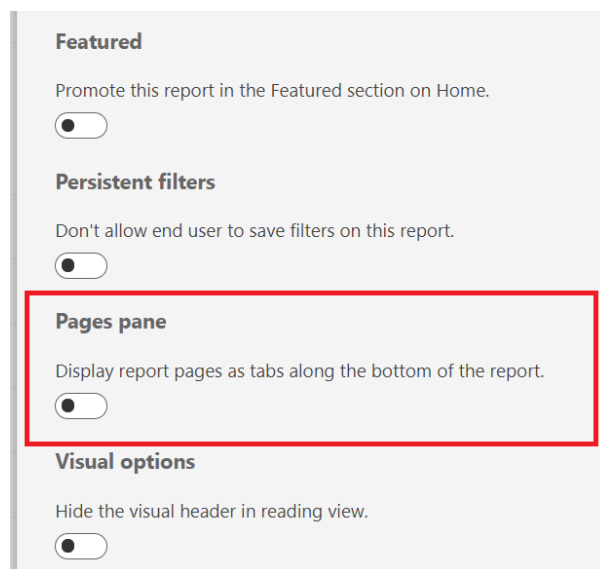 Featured
Promote this report in the Featured section on Home.
Persistent filters
Don't allow end user to save filters on this report.
Pages pane
Display report pages as tabs along the bottom of the report.
Visual options
Hide the visual header in reading view.